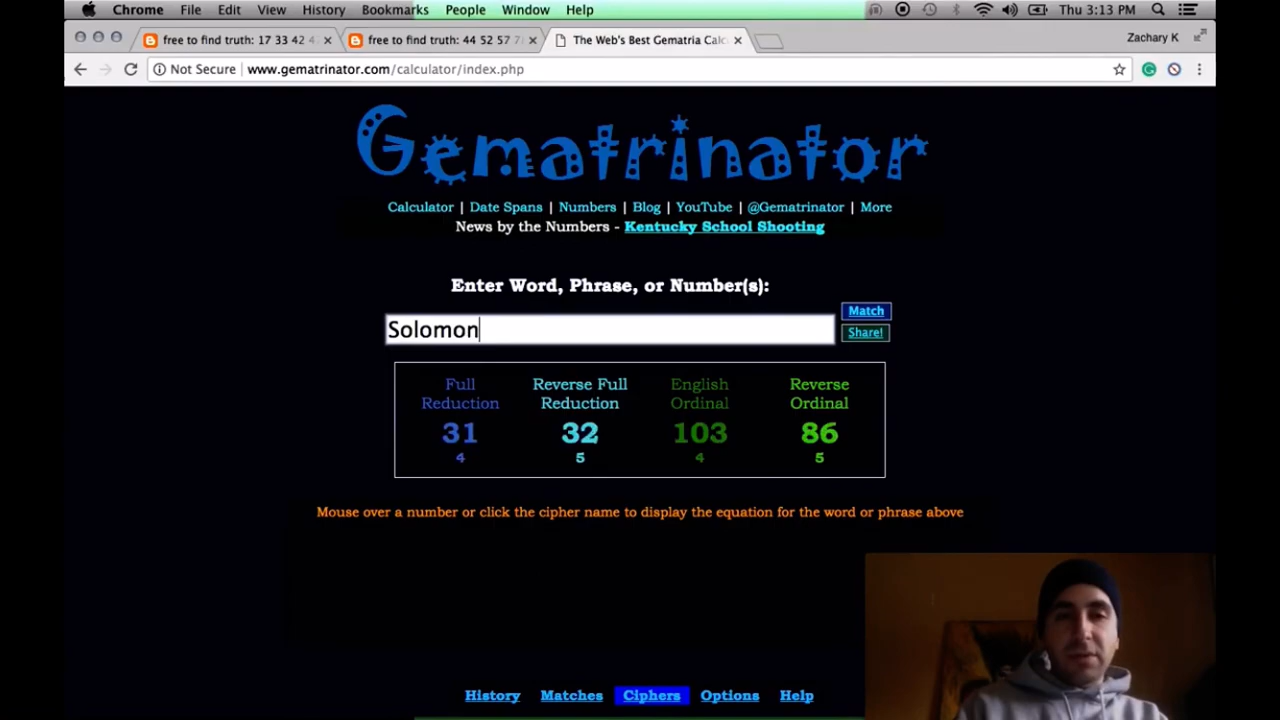 Chrome File Edit View History Bookmarks People Window Help Thu 3:13 PM
free to find truth: 17 33 42 free to find truth: 44 52 57 The Web's Best Gematria Calc Zachary K
Not Secure www.gematrinator.com/calculator/index.php
Gematrinator
Calculator | Date Spans | Numbers | Blog | YouTube | @Gematrinator | More
News by the Numbers - Kentucky School Shooting
Enter Word, Phrase, or Number(s):
Match
Solomon
Share!
Full Reverse Full English Reverse
Reduction Reduction Ordinal Ordinal
31 32 103 86
4 5 4 5
Mouse over a number or click the cipher name to display the equation for the word or phrase above
History Matches Ciphers Options Help